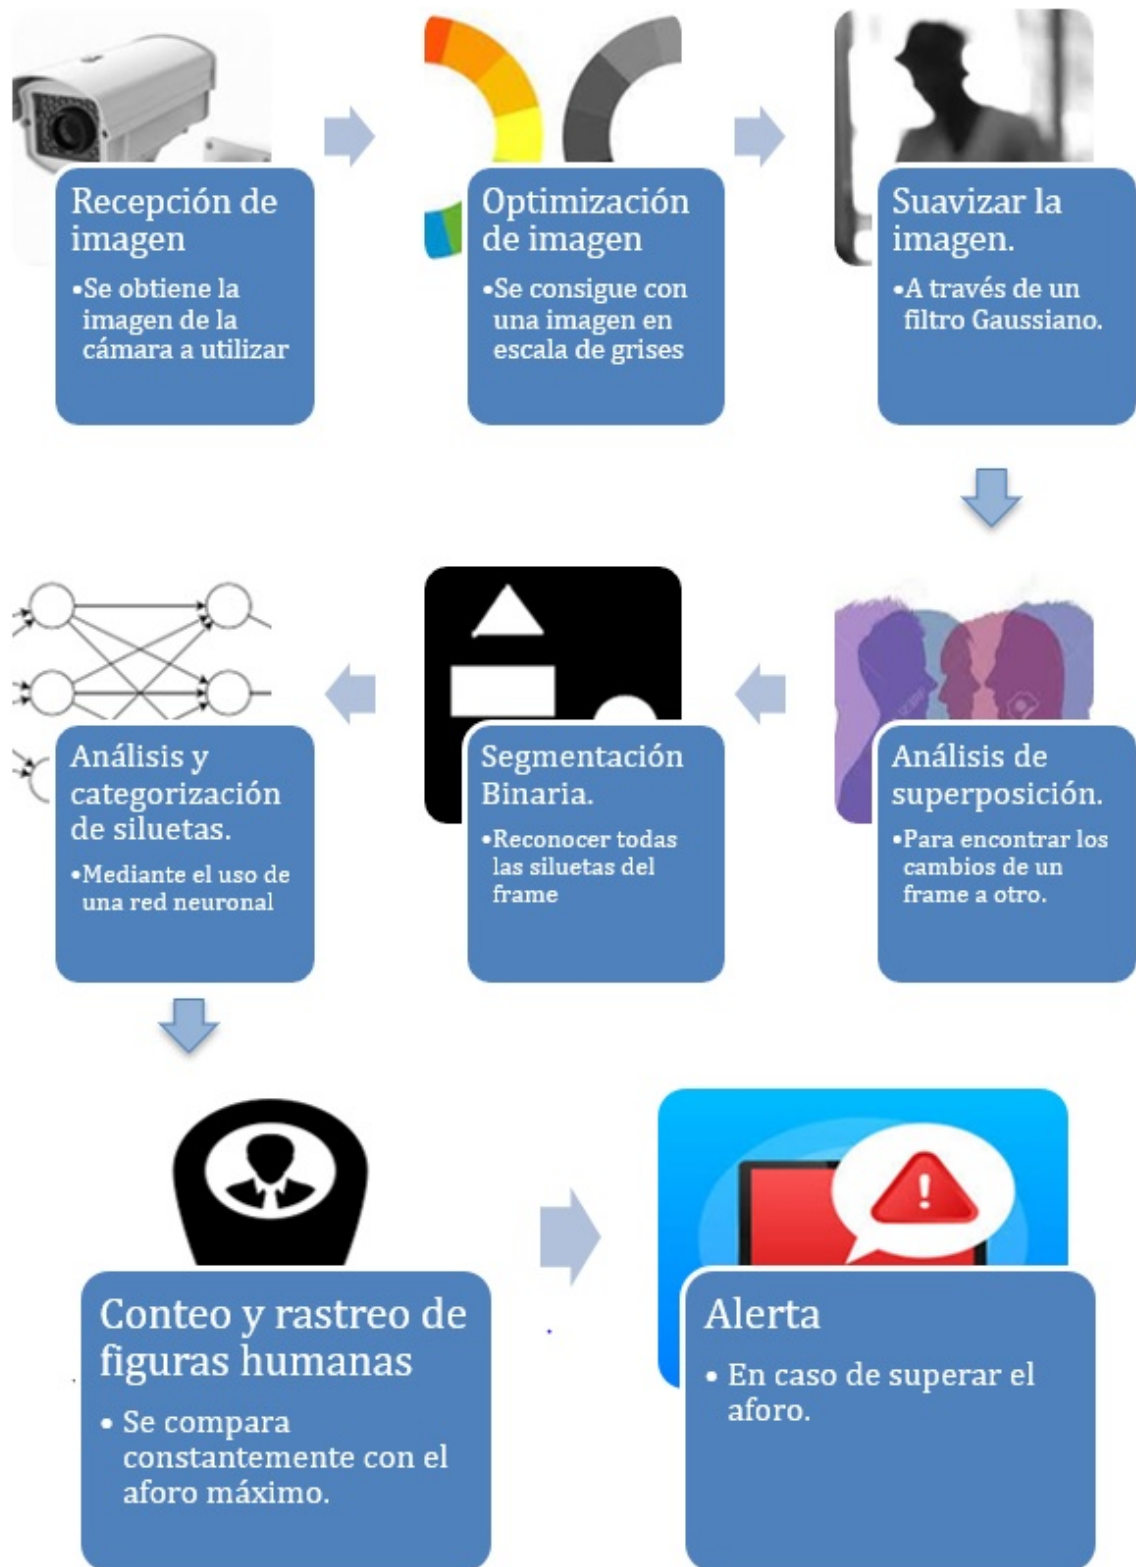 Recepción de
imagen
•Se obtiene la
imagen de la
cámara a utilizar
Optimización
de imagen
•Se consigue con
una imagen en
escala de grises
Suavizar la
imagen.
•A través de un
filtro Gaussiano.
Análisis y
categorización
de siluetas.
•Mediante el uso de
una red neuronal
Segmentación
Binaria.
•Reconocer todas
las siluetas del
frame
Análisis de
superposición.
•Para encontrar los
cambios de un
frame a otro.
Conteo y rastreo de
figuras humanas
• Se compara
constantemente con el
aforo máximo.
Alerta
• En caso de superar el
aforo.